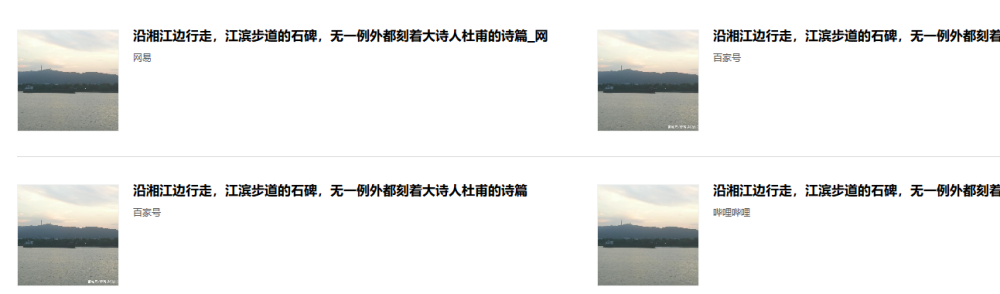 沿湘江边行走，江滨步道的石碑，无一例外都刻着大诗人杜甫的诗篇_网
网易
沿湘江边行走，江滨步道的石碑，无一例外都刻着
百家号
沿湘江边行走，江滨步道的石碑，无一例外都刻着大诗人杜甫的诗篇
百家号
沿湘江边行走，江滨步道的石碑，无一例外都刻着
哔哩哔哩